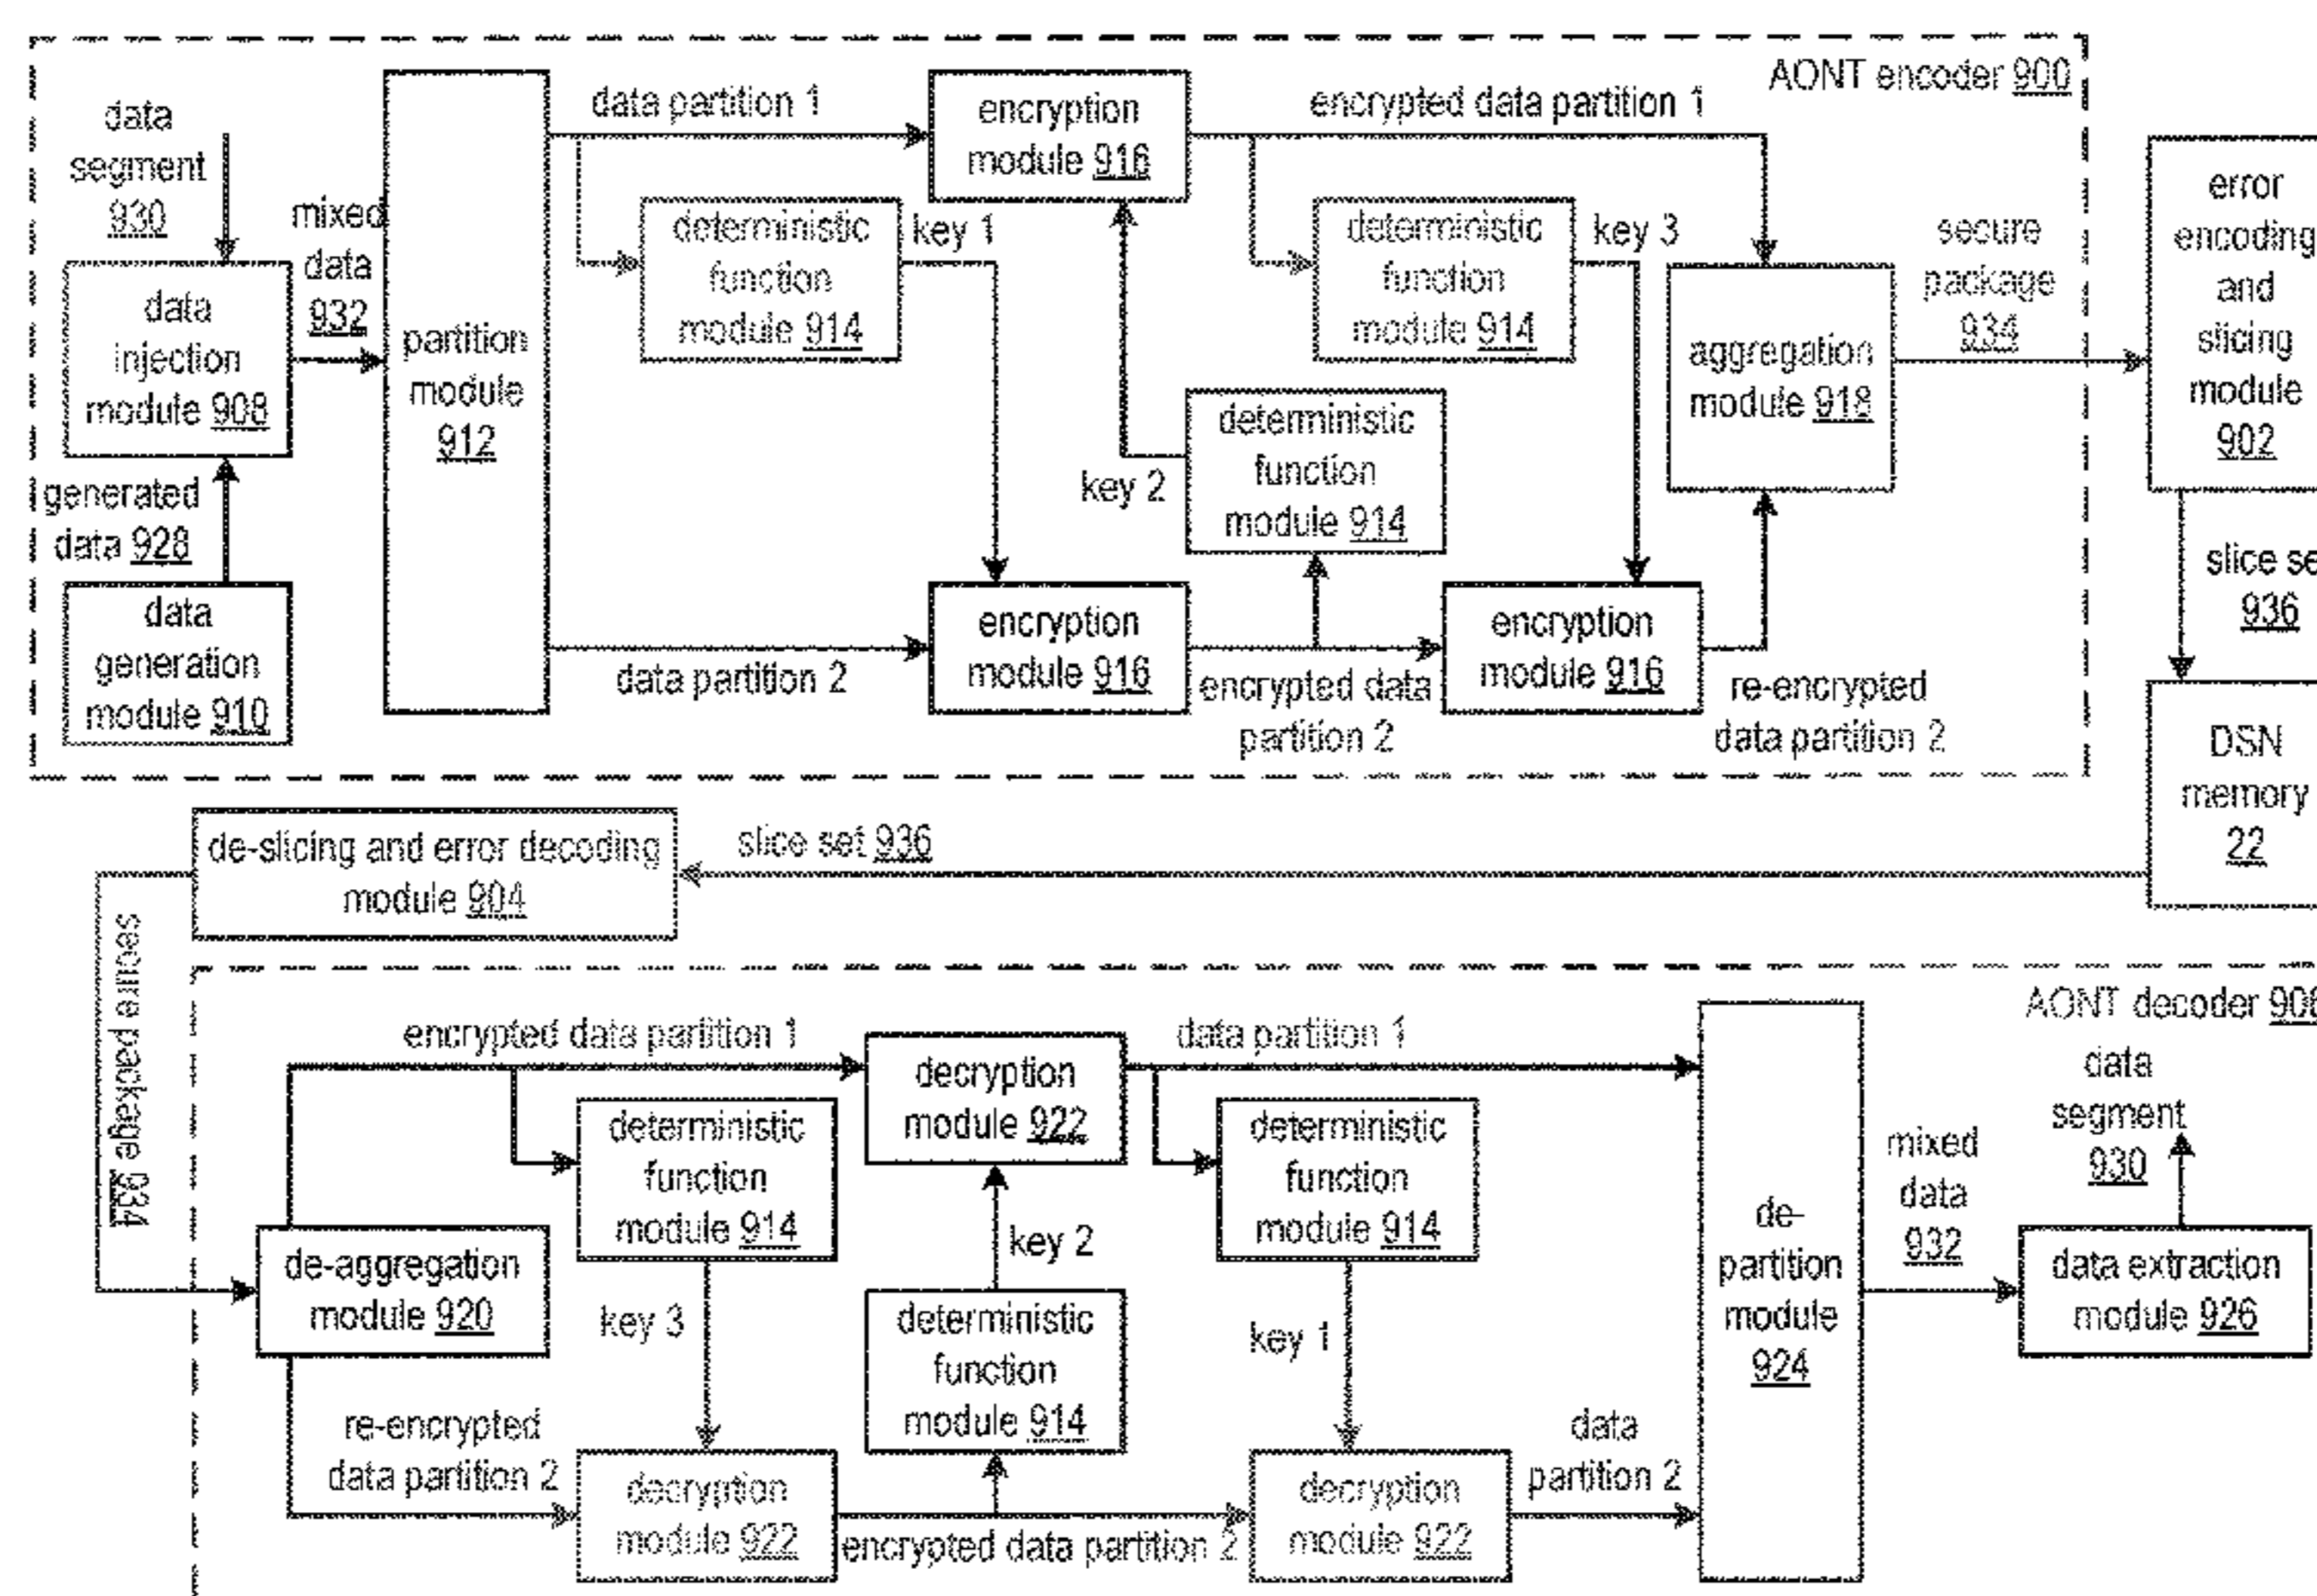 AONT encoder 900
data
segment
930
mixed
data
932
data
injection
module 908
generated
data 928
data
generation
module 910
partition
module
912
data partition 1
deterministic
function
module 914
key 1
encryption
module 916
data partition 2
encryption
module 916
encrypted data partition 1
deterministic
function
module 914
key 3
key 2
deterministic
function
module 914
encrypted data
partition 2
encryption
module 916
re-encrypted
data partition 2
aggregation
module 918
secure
package
934
error
encoding
and
slicing
module
902
slice se
936
DSN
memory
22
slice set 936
de-slicing and error decoding
module 904
secure package 934
AONT decoder 906
de-aggregation
module 920
encrypted data partition 1
deterministic
function
module 914
key 3
re-encrypted
data partition 2
decryption
module 922
decryption
module 922
key 2
deterministic
function
module 914
encrypted data partition 2
data partition 1
deterministic
function
module 914
key 1
decryption
module 922
data
partition 2
de-
partition
module
924
mixed
data
932
data
segment
930
data extraction
module 926